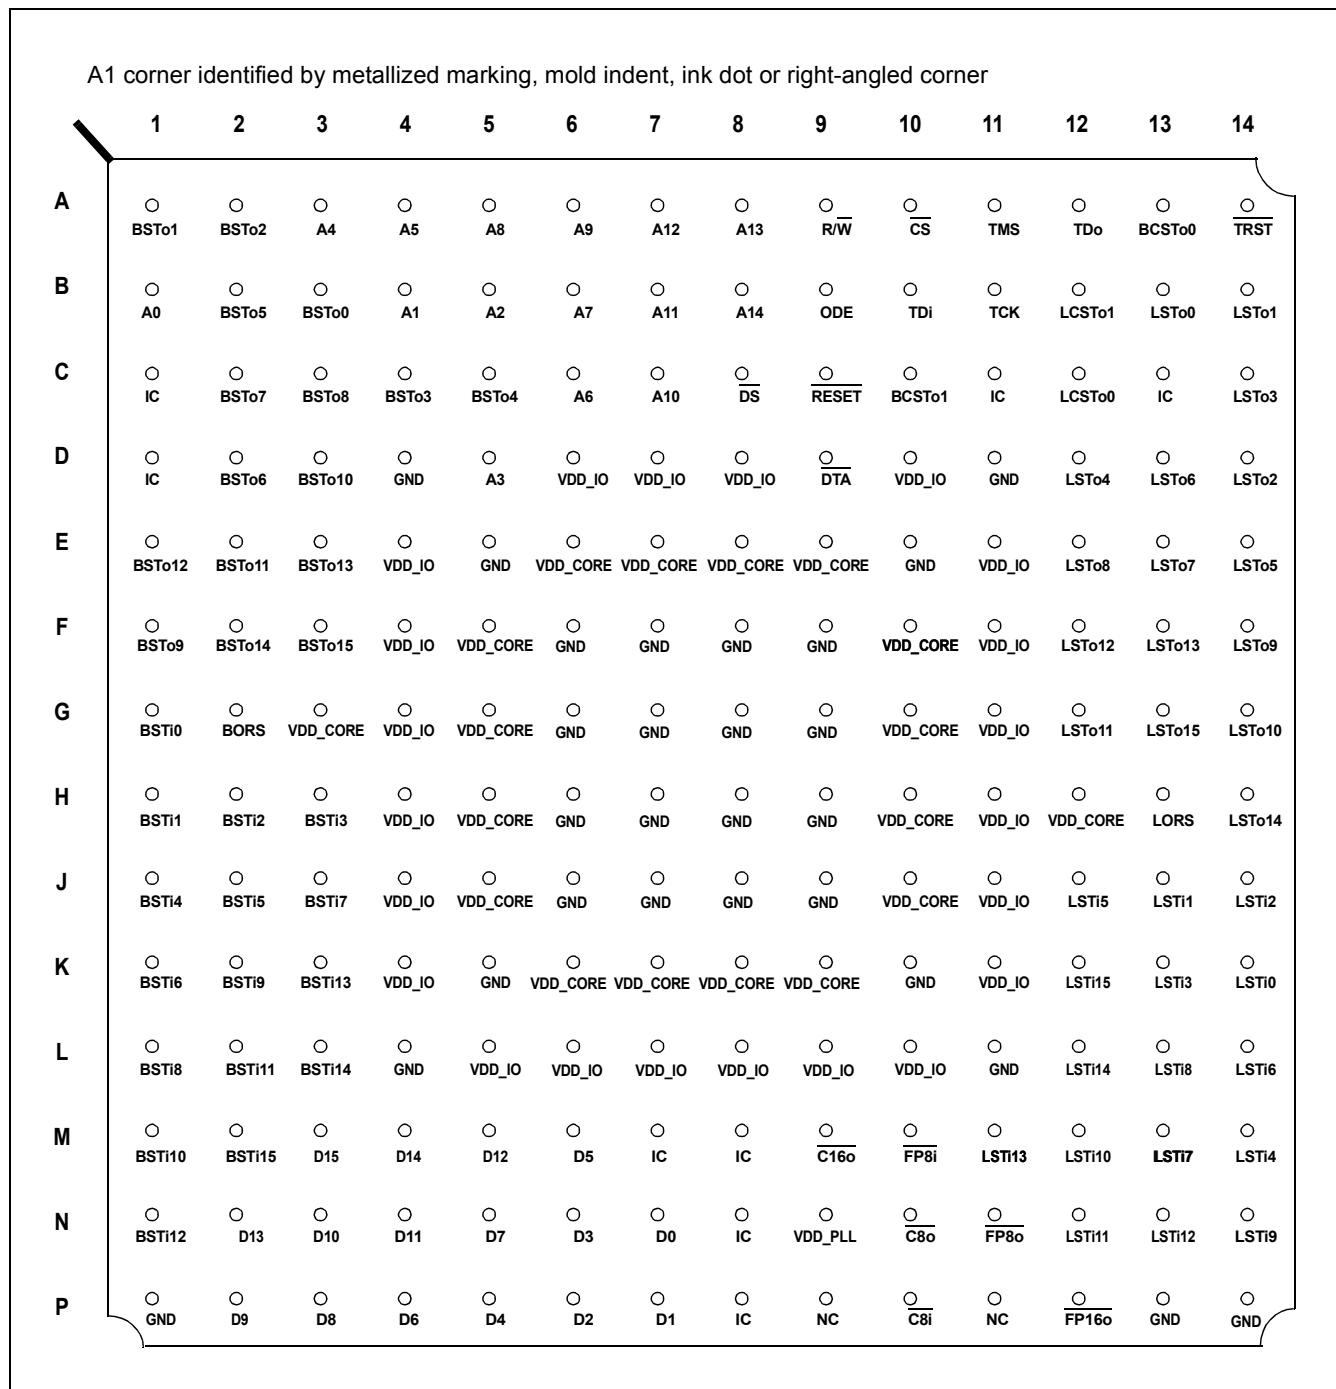 A1 corner identified by metallized marking, mold indent, ink dot or right-angled corner
1 2 3 4 5 6 7 8 9 10 11 12 13 14
A
BSTo1 BSTo2 A4 A5 A8 A9 A12 A13 R/W CS TMS TDo BCSTo0 TRST
B
A0 BSTo5 BSTo0 A1 A2 A7 A11 A14 ODE TDi TCK LCSTo1 LSTo0 LSTo1
C
IC BSTo7 BSTo8 BSTo3 BSTo4 A6 A10 DS RESET BCSTo1 IC LCSTo0 IC LSTo3
D
IC BSTo6 BSTo10 GND A3 VDD_IO VDD_IO VDD_IO DTA VDD_IO GND LSTo4 LSTo6 LSTo2
E
BSTo12 BSTo11 BSTo13 VDD_IO GND VDD_CORE VDD_CORE VDD_CORE VDD_CORE GND VDD_IO LSTo8 LSTo7 LSTo5
F
BSTo9 BSTo14 BSTo15 VDD_IO VDD_CORE GND GND GND GND VDD_CORE VDD_IO LSTo12 LSTo13 LSTo9
G
BSTi0 BORS VDD_CORE VDD_IO VDD_CORE GND GND GND GND VDD_CORE VDD_IO LSTo11 LSTo15 LSTo10
H
BSTi1 BSTi2 BSTi3 VDD_IO VDD_CORE GND GND GND GND VDD_CORE VDD_IO VDD_CORE LORS LSTo14
J
BSTi4 BSTi5 BSTi7 VDD_IO VDD_CORE GND GND GND GND VDD_CORE VDD_IO LSTi5 LSTi1 LSTi2
K
BSTi6 BSTi9 BSTi13 VDD_IO GND VDD_CORE VDD_CORE VDD_CORE VDD_CORE GND VDD_IO LSTi15 LSTi3 LSTi0
L
BSTi8 BSTi11 BSTi14 GND VDD_IO VDD_IO VDD_IO VDD_IO VDD_IO VDD_IO GND LSTi14 LSTi8 LSTi6
M
BSTi10 BSTi15 D15 D14 D12 D5 IC IC C16o FP8i LSTi13 LSTi10 LSTi7 LSTi4
N
BSTi12 D13 D10 D11 D7 D3 D0 IC VDD_PLL C8o FP8o LSTi11 LSTi12 LSTi9
P
GND D9 D8 D6 D4 D2 D1 IC NC C8i NC FP16o GND GND